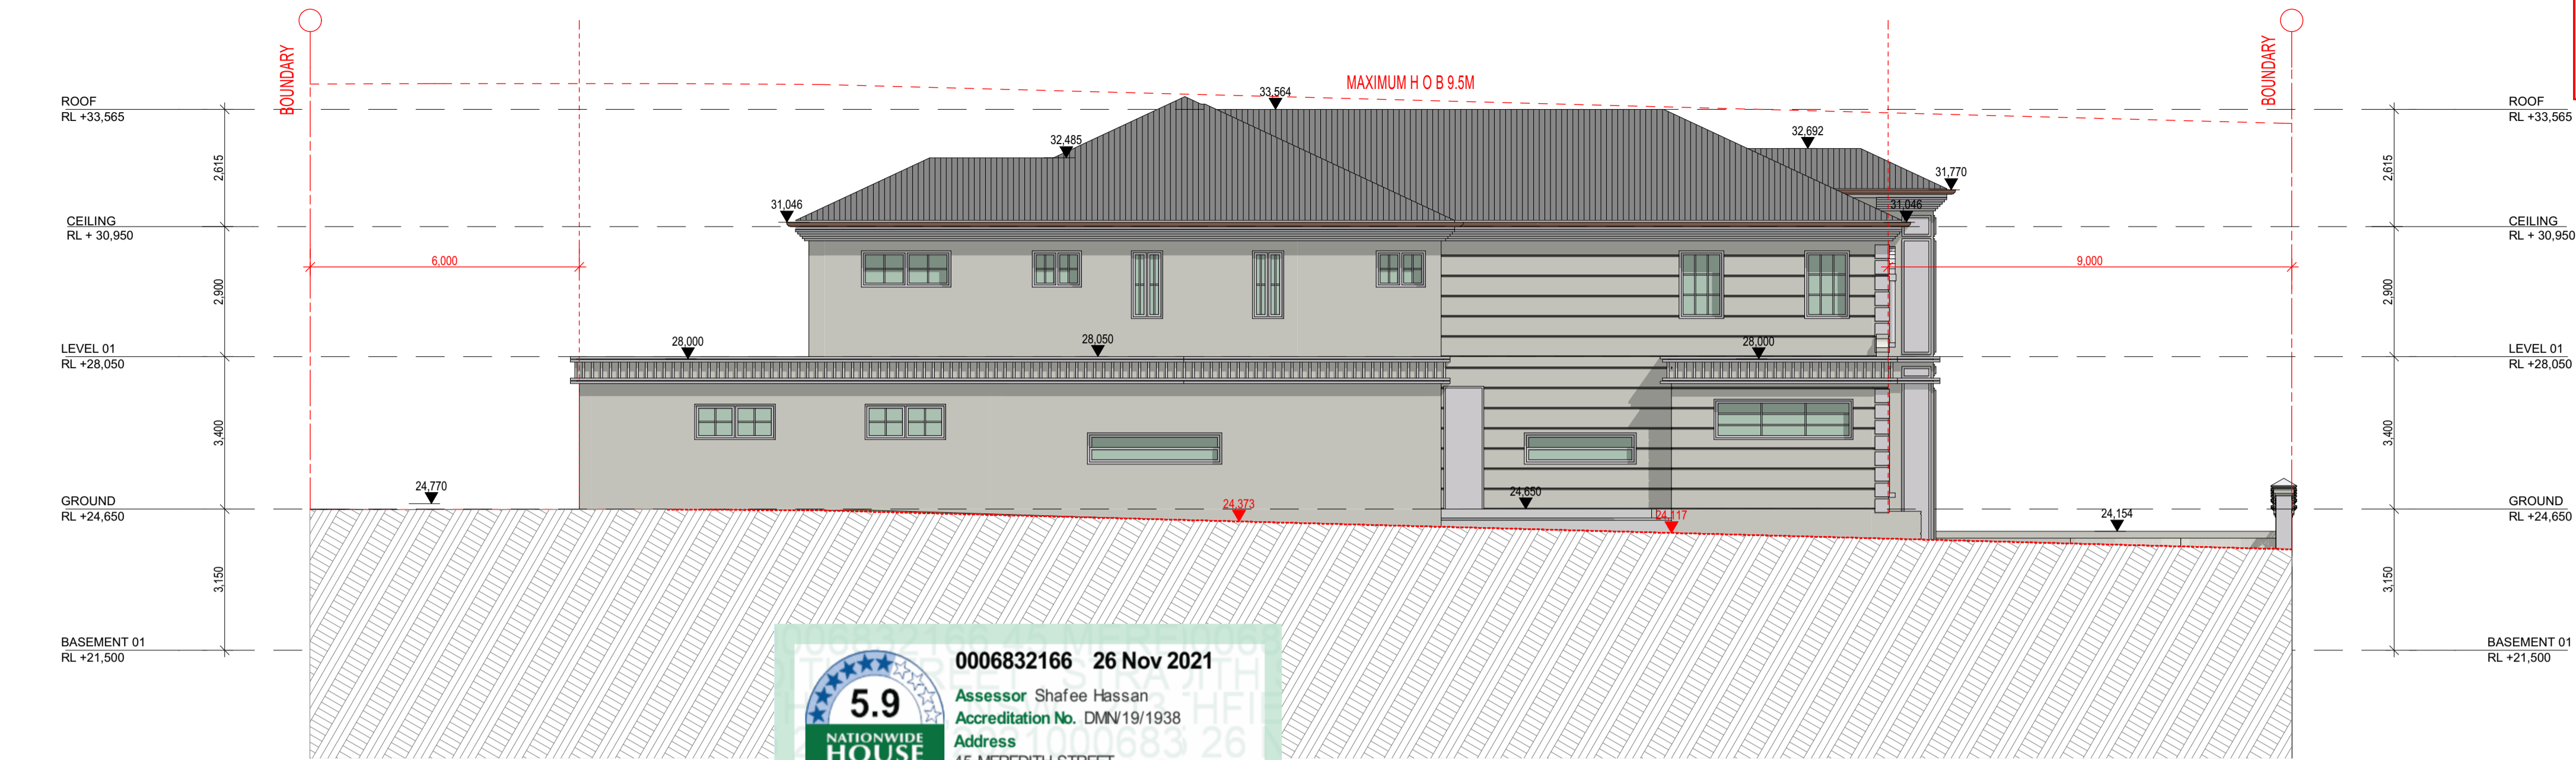 BOUNDARY
MAXIMUM H O B 9.5M
BOUNDARY
ROOF
RL +33,565
33,564
ROOF
RL +33,565
32,485
32,692
2,615
2,615
31,770
31,046
31,046
CEILING
RL + 30,950
CEILING
RL + 30,950
6,000
9,000
2,900
2,900
28,000
28,050
28,000
LEVEL 01
RL +28,050
LEVEL 01
RL +28,050
3,400
3,400
24,770
24,650
GROUND
RL +24,650
24,373
24,117
24,154
GROUND
RL +24,650
3,150
3,150
BASEMENT 01
RL +21,500
BASEMENT 01
RL +21,500
0006832166 26 Nov 2021
5.9
NATIONWIDE
HOUSE
Assessor Shafee Hassan
Accreditation No. DMN/19/1938
Address
45 MEREDITH STREET